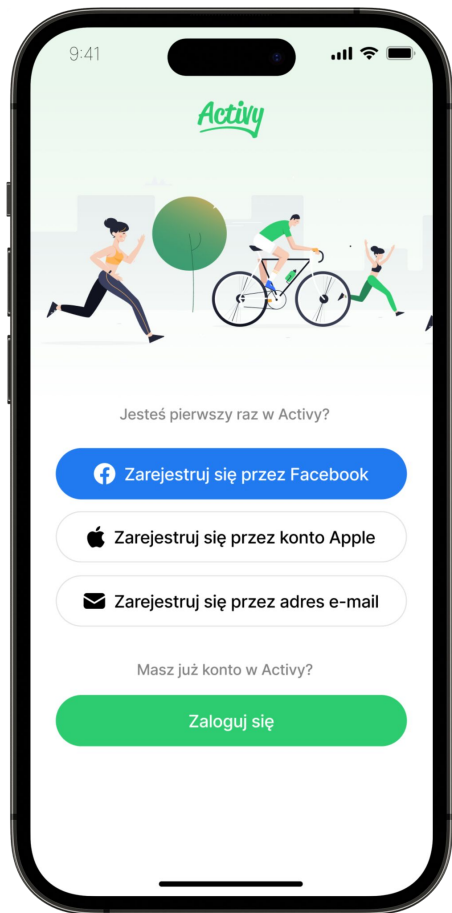 9:41
Activy
Jesteś pierwszy raz w Activy?
Zarejestruj się przez Facebook
Zarejestruj się przez konto Apple
Zarejestruj się przez adres e-mail
Masz już konto w Activy?
Zaloguj się